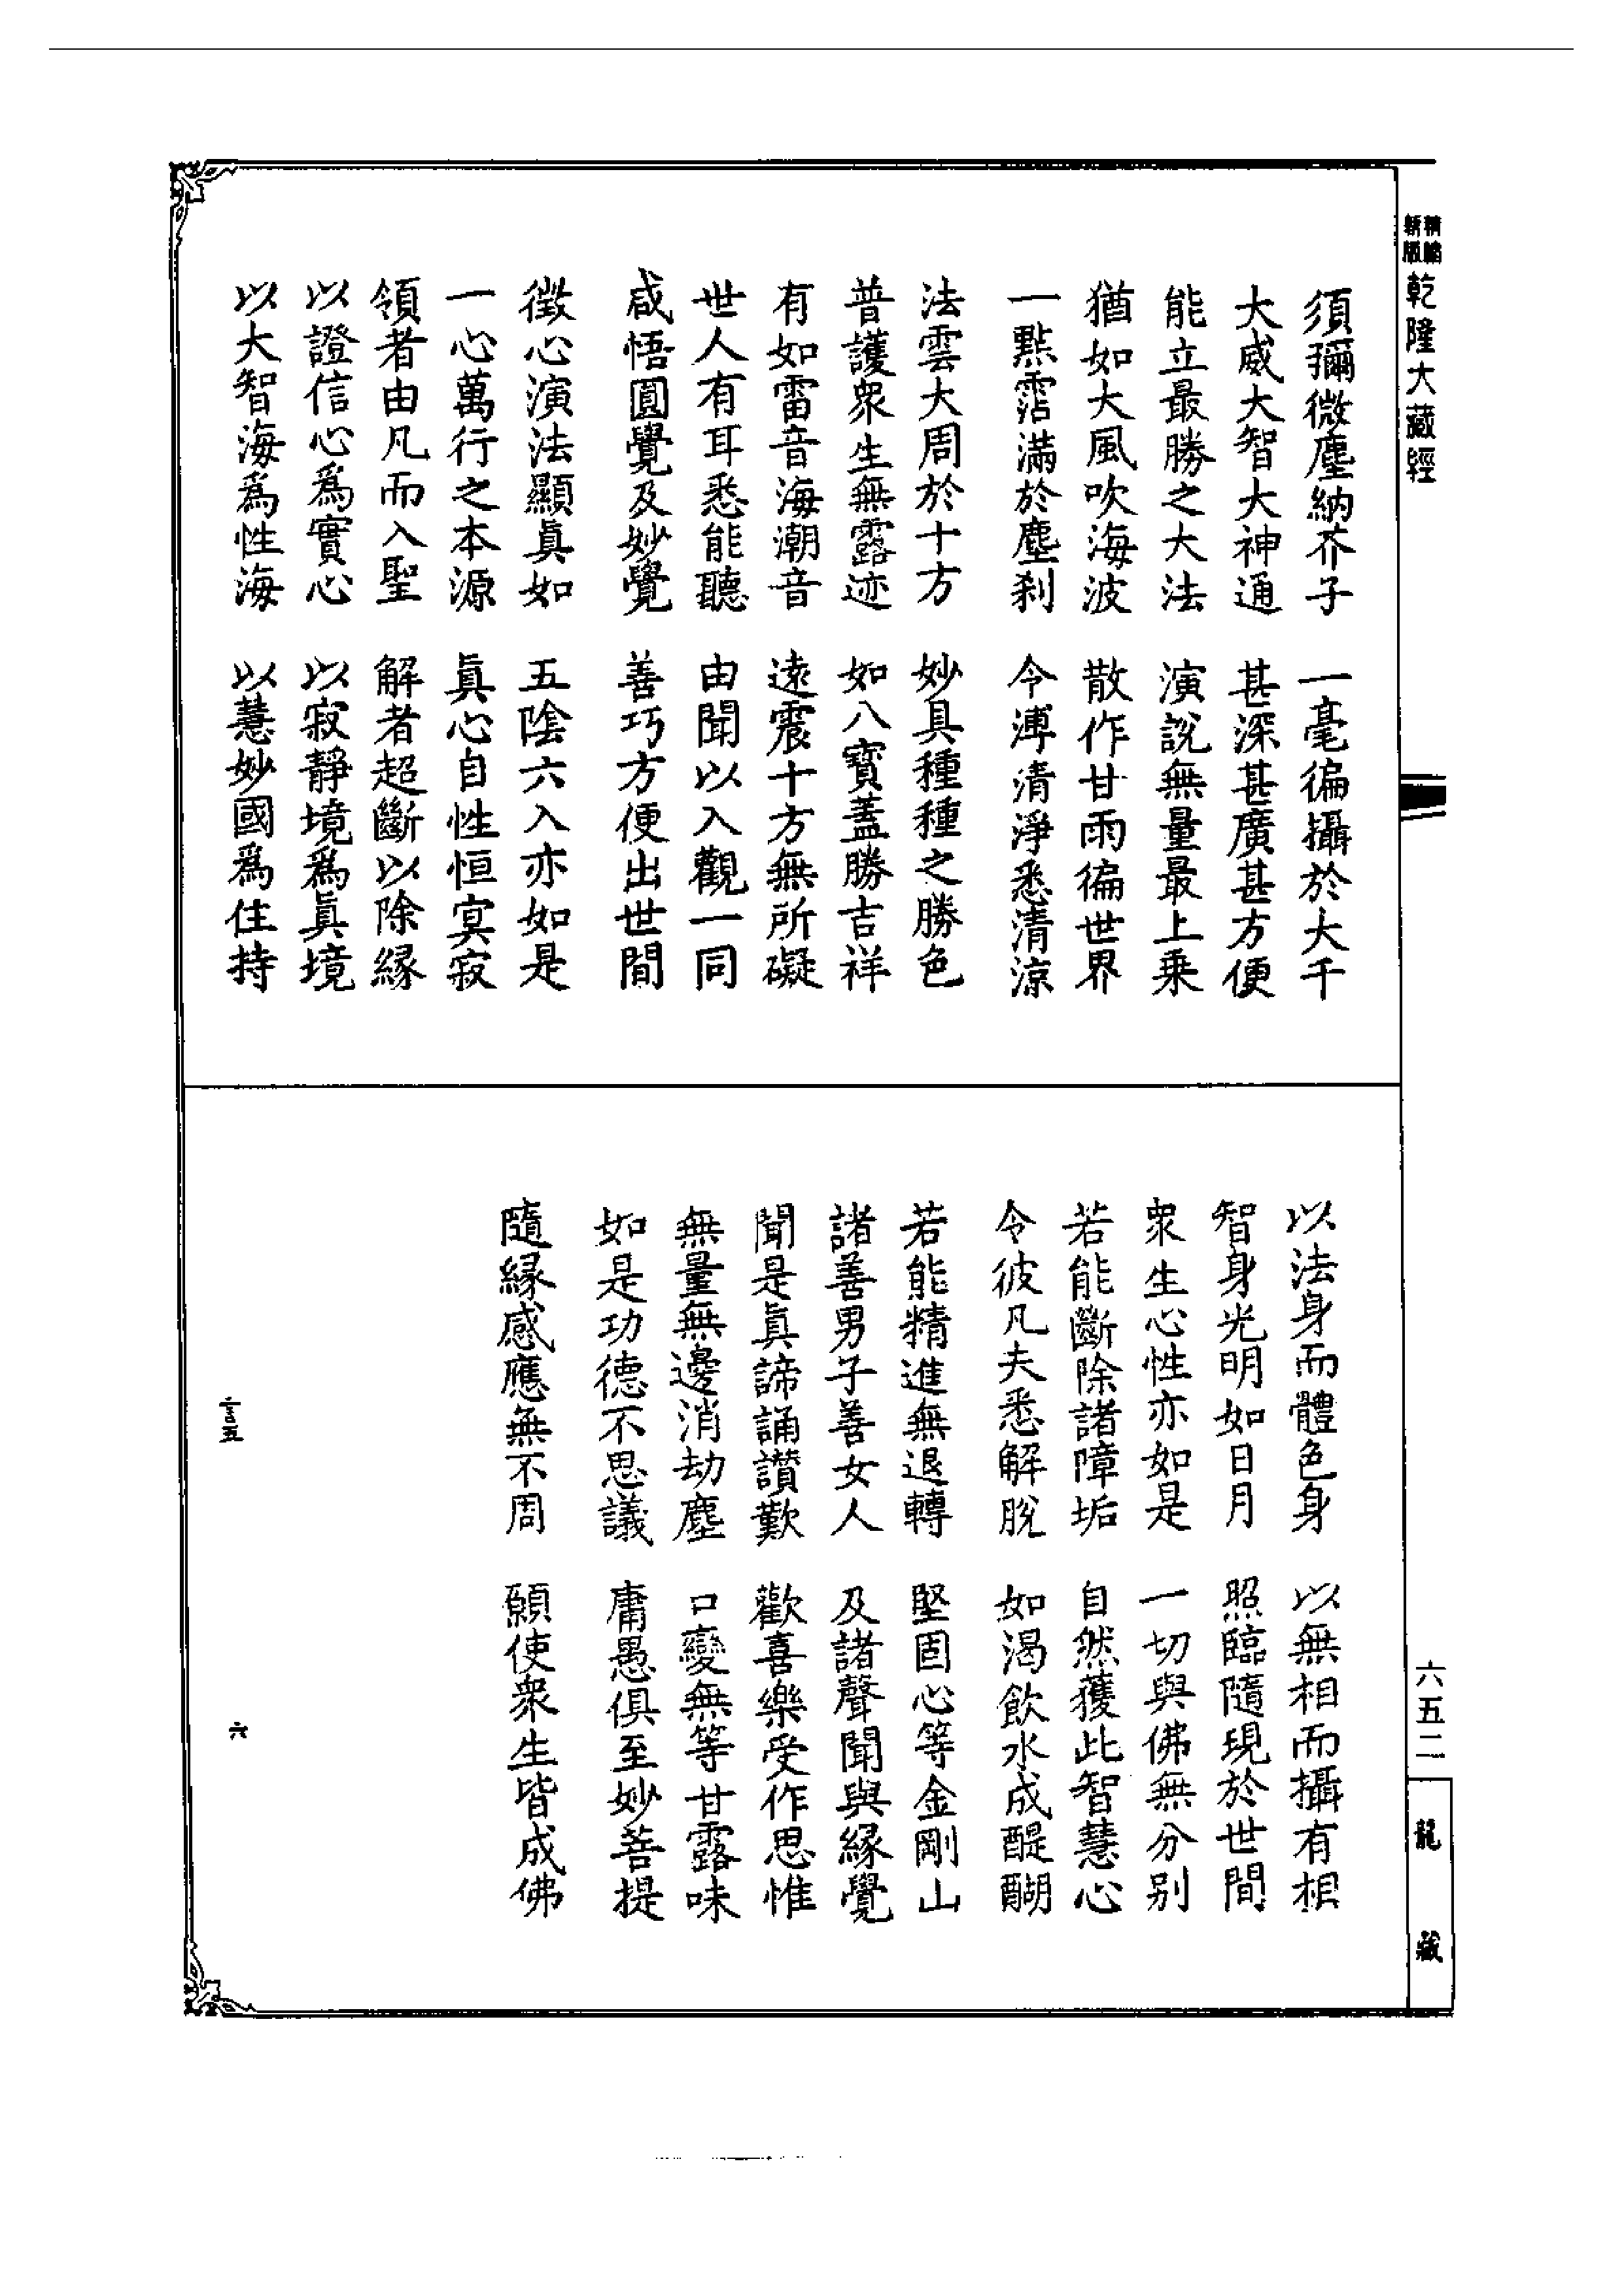 精縮
新版
乾隆大藏經
須彌微塵納芥子　一毫徧攝於大千
大威大智大神通　甚深甚廣甚方便
能立最勝之大法　演說無量最上乘
猶如大風吹海波　散作甘雨徧世界
一點霑滿於塵剎　今溥清淨悉清涼
法雲大周於十方　妙具種種之勝色
普護衆生無露迹　如八寶蓋勝吉祥
有如雷音海潮音　遠震十方無所礙
世人有耳悉能聽　由聞以入觀一同
咸悟圓覺及妙覺　善巧方便出世間
徵心演法顯眞如　五陰六入亦如是
一心萬行之本源　眞心自性恒寞寂
領者由凡而入聖　解者超斷以除緣
以證信心爲實心　以寂靜境爲眞境
以大智海爲性海　以慧妙國爲住持
以法身而體色身　以無相而攝有相
智身光明如日月　照臨隨現於世間
衆生心性亦如是　一切與佛無分別
若能斷除諸障垢　自然獲此智慧心
令彼凡夫悉解脫　如渴飲水成醍醐
若能精進無退轉　堅固心等金剛山
諸善男子善女人　及諸聲聞與緣覺
聞是眞諦誦讚歎　歡喜樂受作思惟
無量無邊消劫塵　口變無等甘露味
如是功德不思議　庸愚俱至妙菩提
隨緣感應無不周　願使衆生皆成佛
言五
六
六五二
龍藏